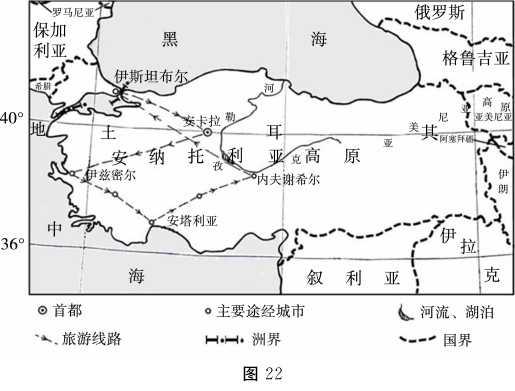 罗马尼亚
保加
利亚
黑
海
俄罗斯
格鲁吉亚
希腊
伊斯坦布尔
河
勒
孜
克
安卡拉
40°
地
中
海
土
耳
其
安纳托利亚高原
亚
美
尼
亚
高
原
亚美尼亚
阿塞拜疆
伊朗
伊兹密尔
内夫谢希尔
安塔利亚
36°
叙利亚
伊拉
克
首都
主要途经城市
河流、湖泊
旅游线路
洲界
国界
图 22